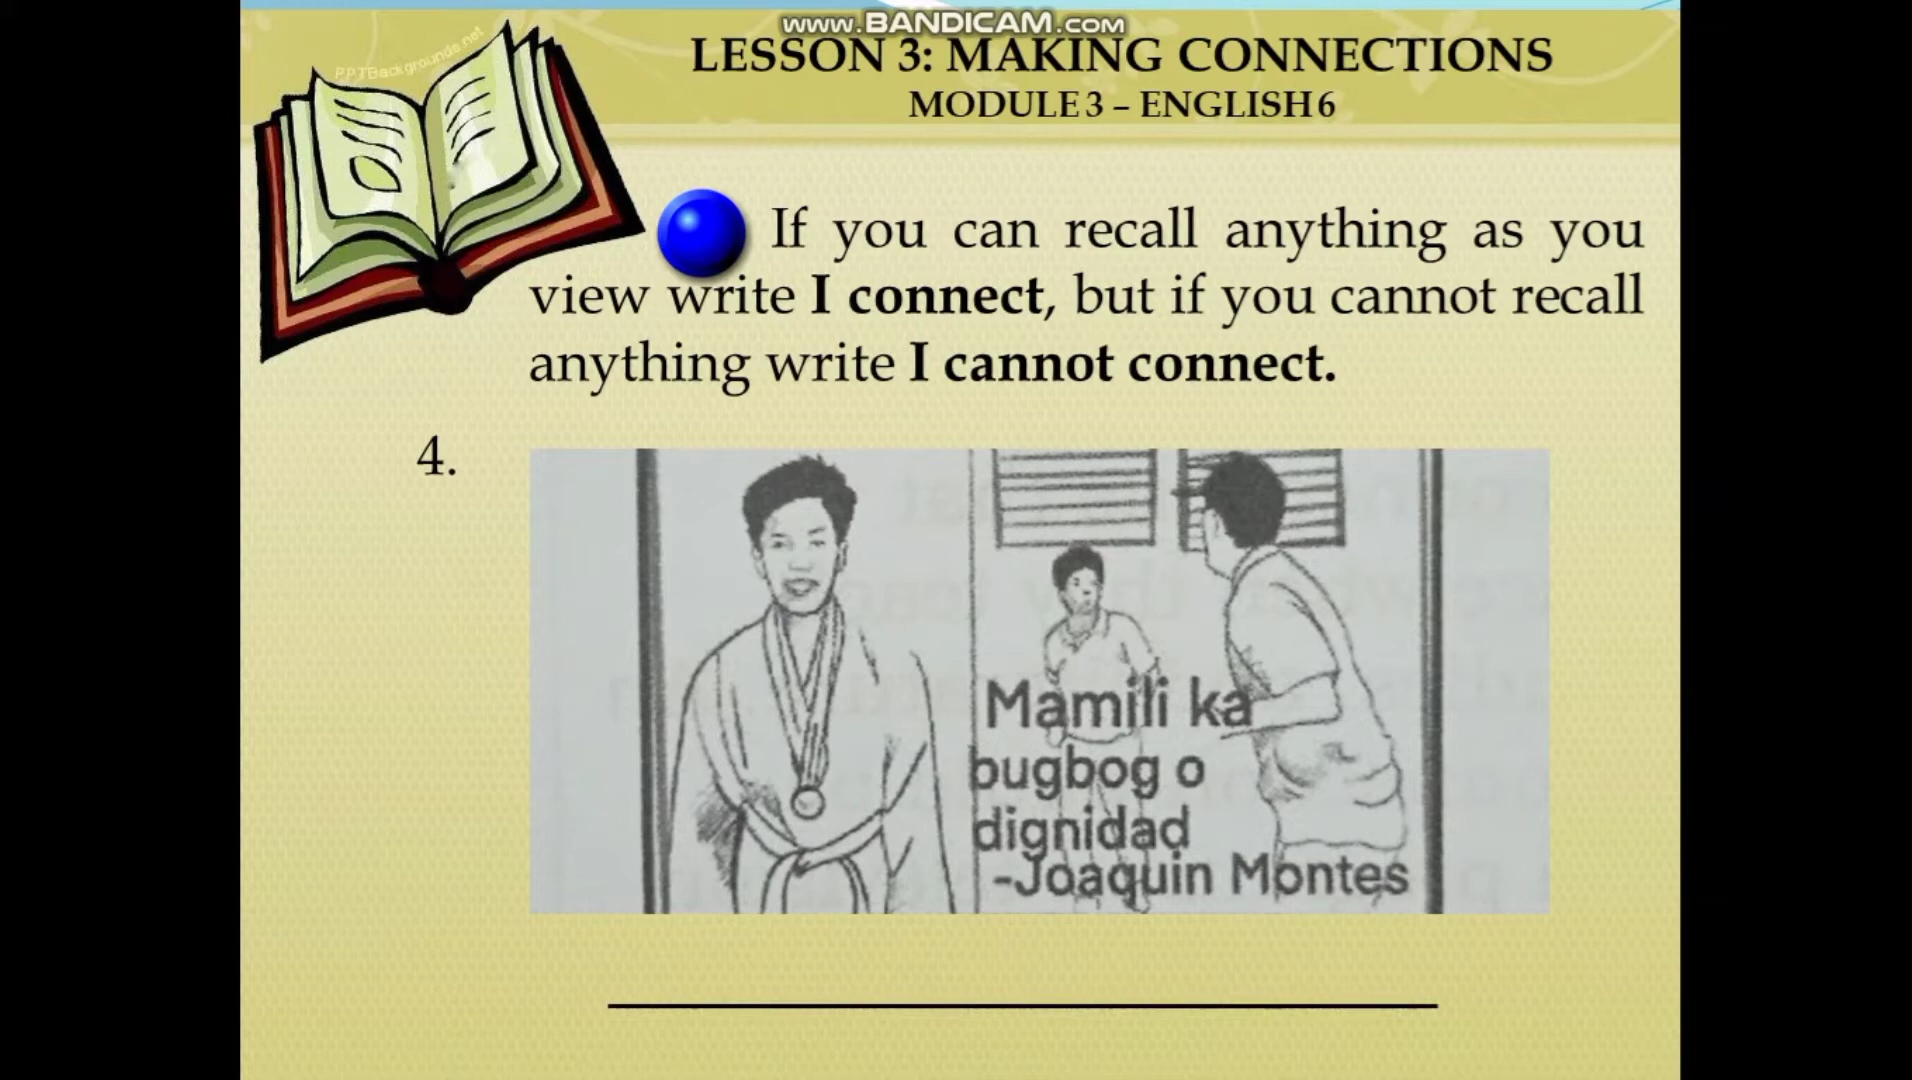 www.BANDICAM.com
PPTBackgrounds.net
LESSON 3: MAKING CONNECTIONS
MODULE 3 – ENGLISH 6
If you can recall anything as you
view write I connect, but if you cannot recall
anything write I cannot connect.
4.
Mamili ka
bugbog o
dignidad
-Joaquin Montes